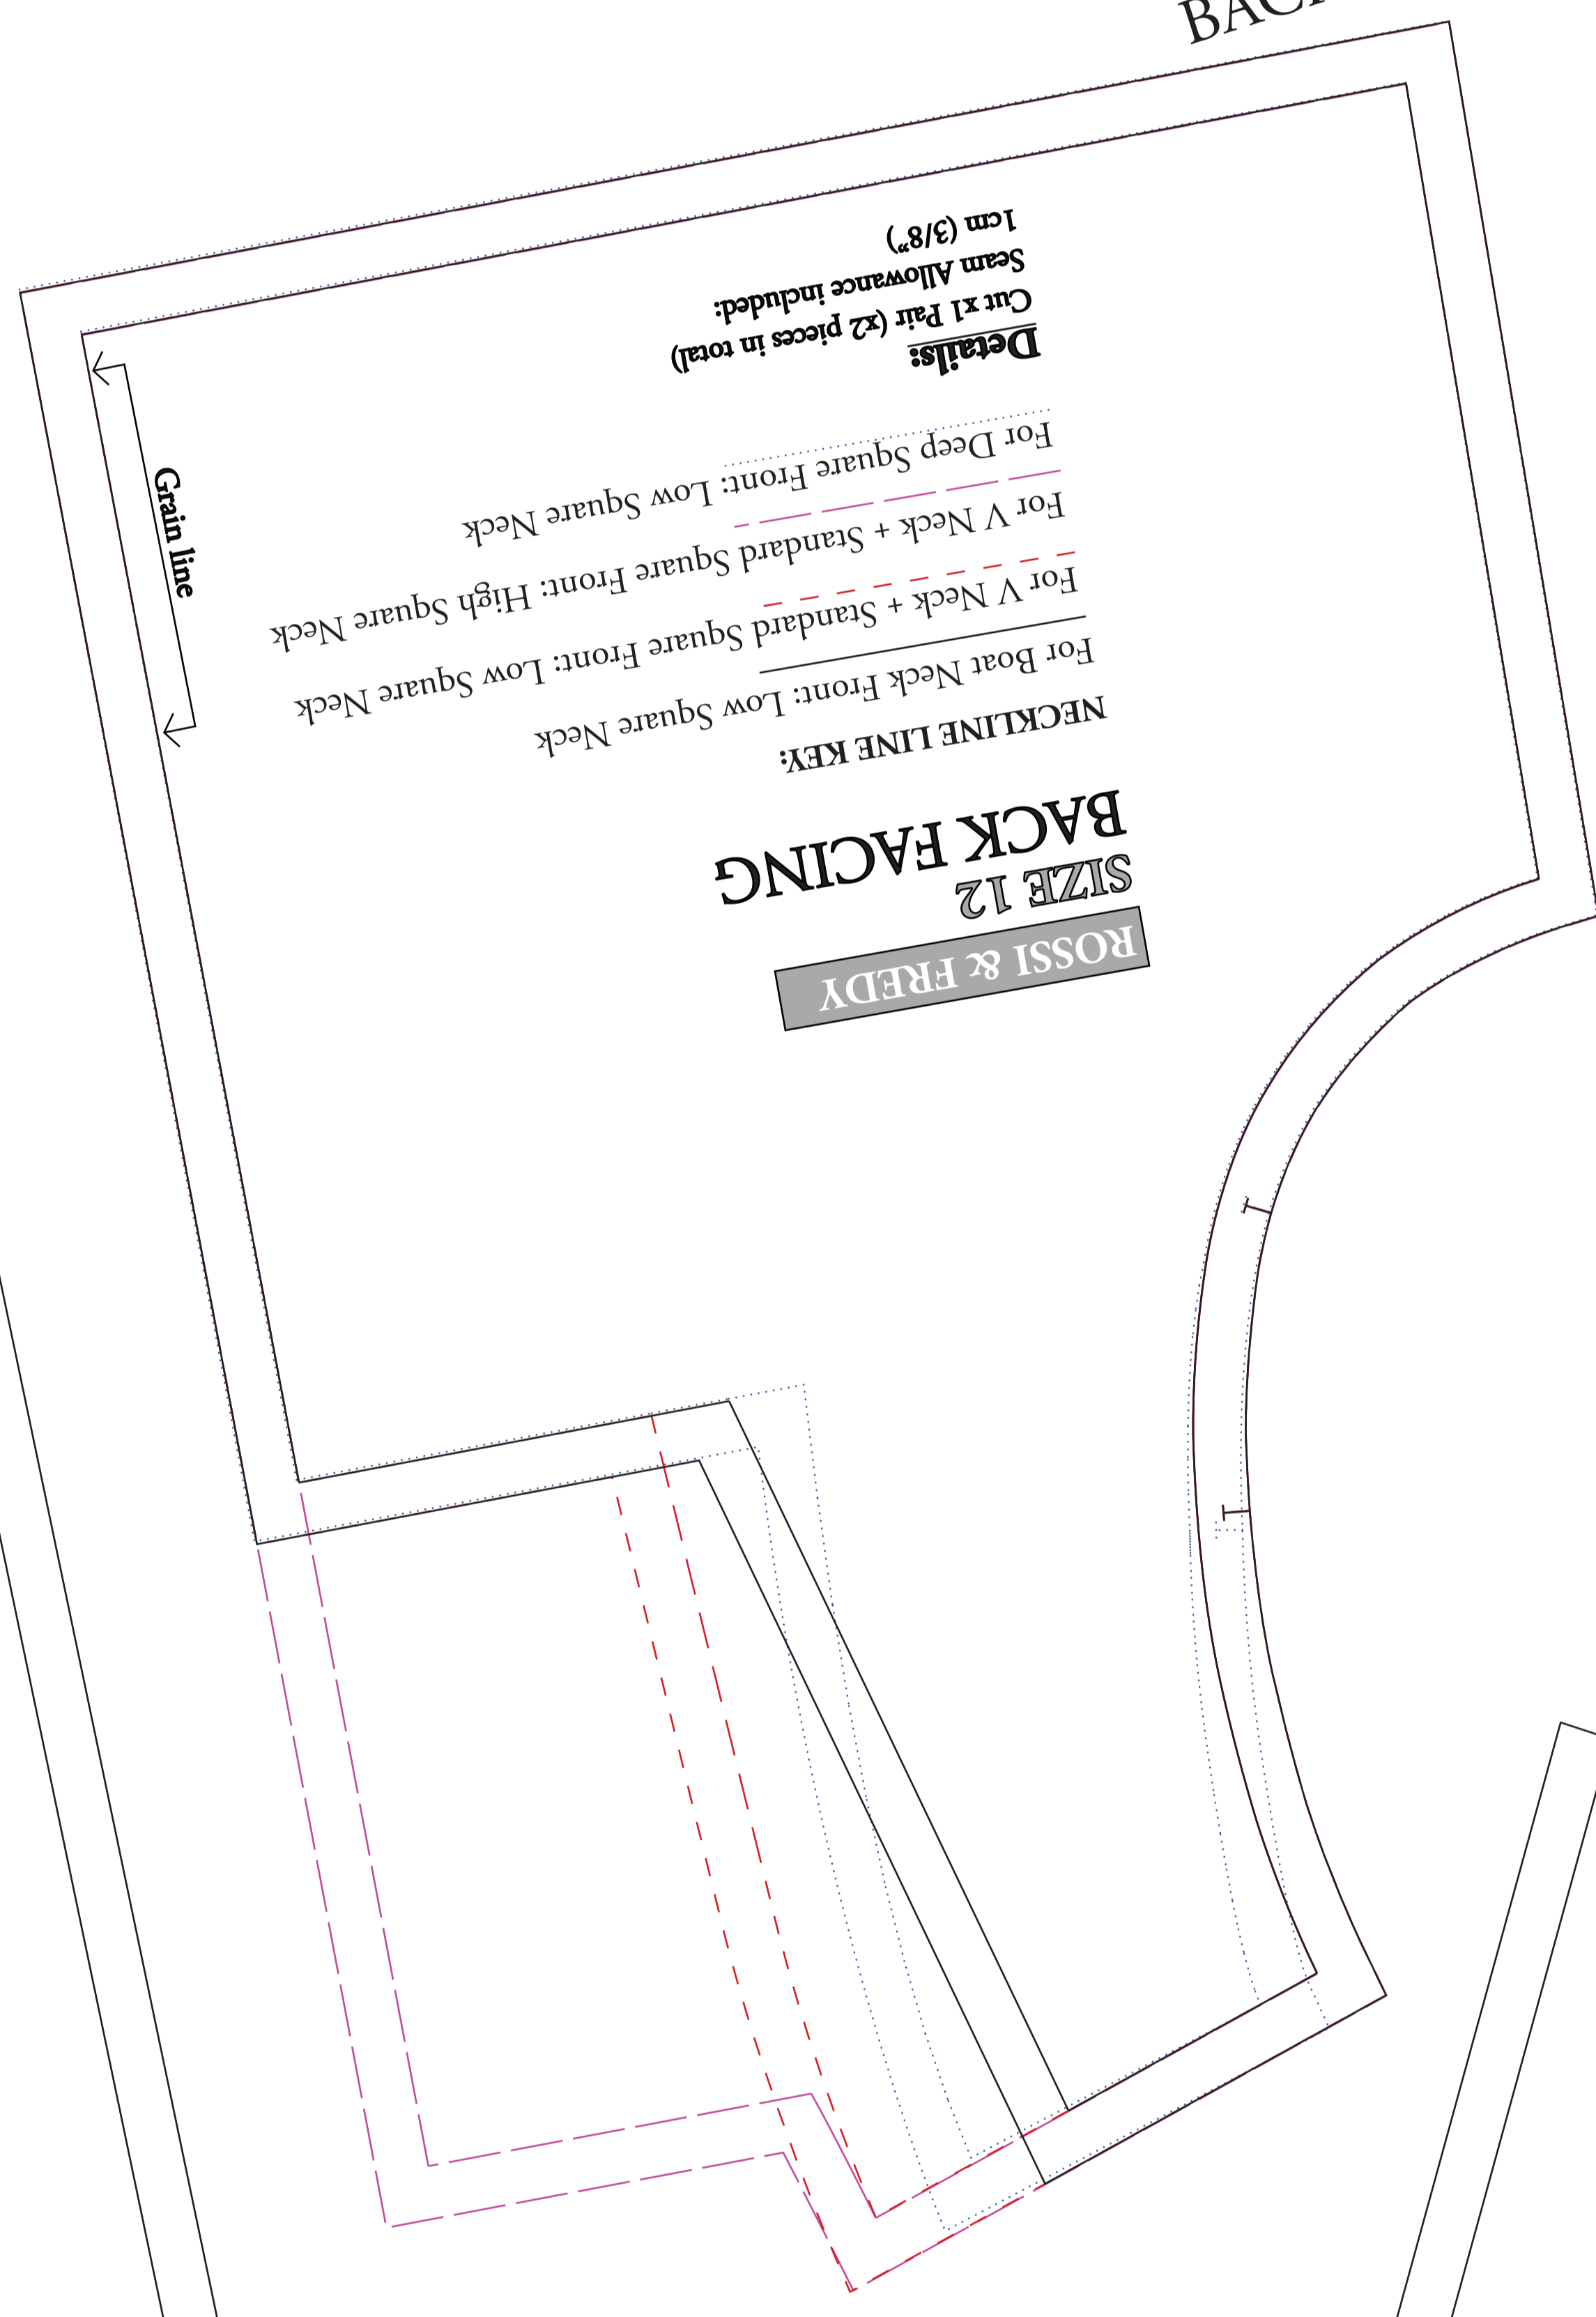 ROSSI & FREDY
SIZE 12
BACK FACING
NECKLINE LINE KEY:
For Boat Neck Front: Low Square Neck
For V Neck + Standard Square Front: Low Square Neck
For V Neck + Standard Square Front: High Square Neck
For Deep Square Front: Low Square Neck
Details:
Cut x1 Pair (x2 pieces in total)
Seam Allowance included:
1cm (3/8”)
Grain line